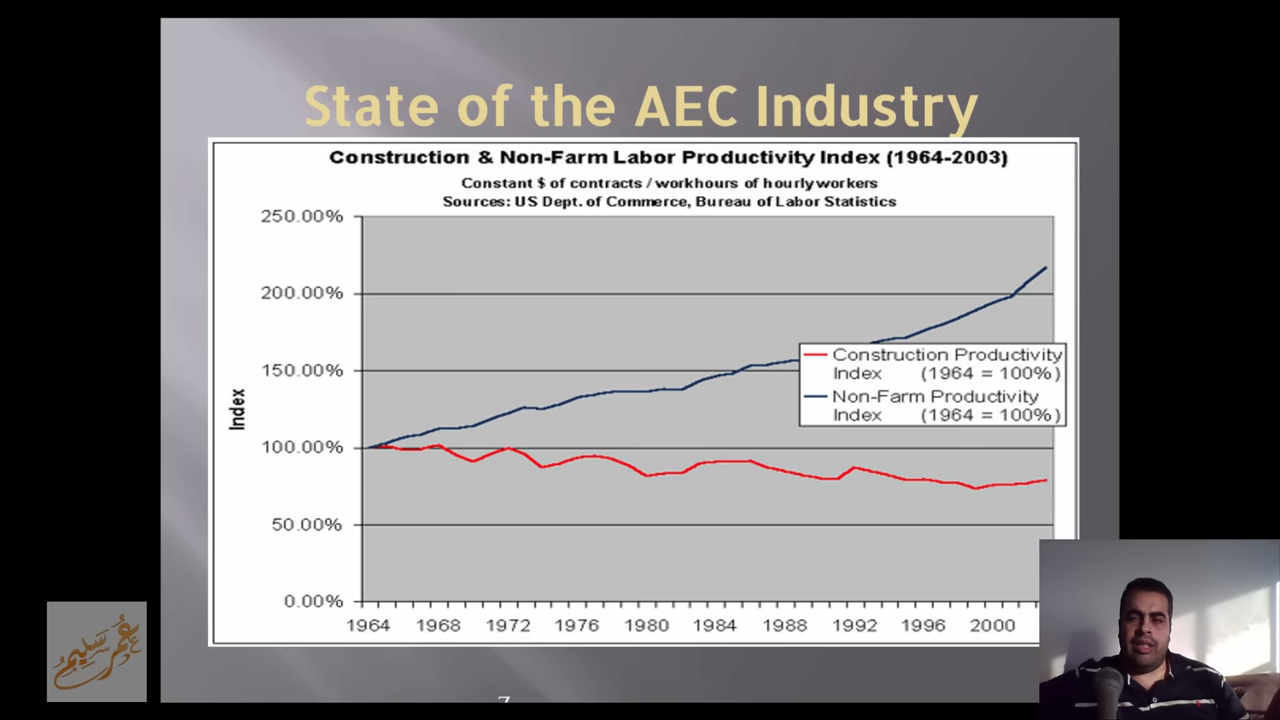 State of the AEC Industry
Construction & Non-Farm Labor Productivity Index (1964-2003)
Constant $ of contracts / workhours of hourly workers
Sources: US Dept. of Commerce, Bureau of Labor Statistics
250.00%
200.00%
150.00%
100.00%
50.00%
0.00%
Index
Construction Productivity
Index (1964 = 100%)
Non-Farm Productivity
Index (1964 = 100%)
1964 1968 1972 1976 1980 1984 1988 1992 1996 2000
عمر سليم